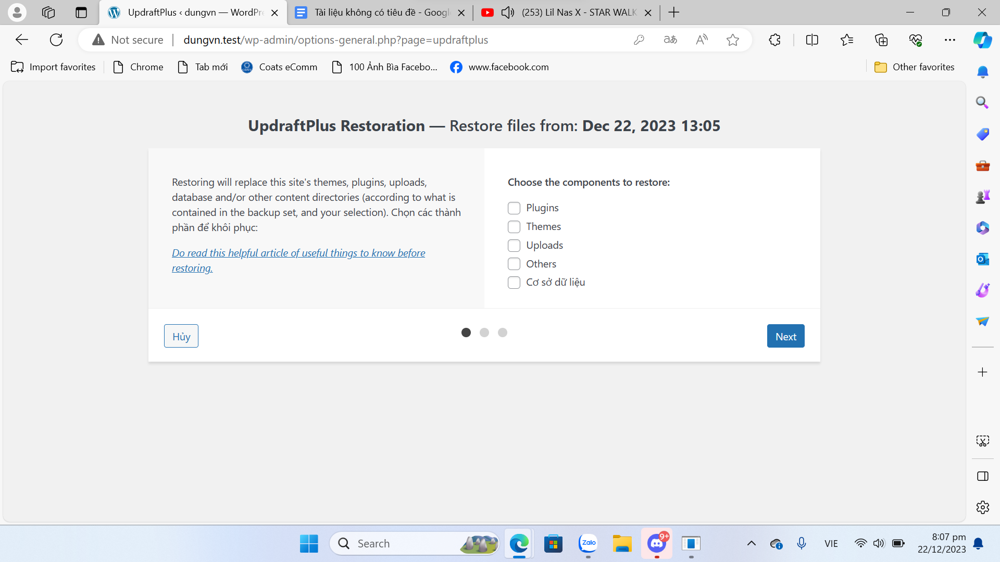 UpdraftPlus ‹ dungvn — WordPre
Tài liệu không có tiêu đề - Googl
(253) Lil Nas X - STAR WALK
Not secure
dungvn.test/wp-admin/options-general.php?page=updraftplus
Import favorites
Chrome
Tab mới
Coats eComm
100 Ảnh Bìa Facebo...
www.facebook.com
Other favorites
UpdraftPlus Restoration — Restore files from: Dec 22, 2023 13:05
Restoring will replace this site's themes, plugins, uploads,
database and/or other content directories (according to what is
contained in the backup set, and your selection). Chọn các thành
phần để khôi phục:
Do read this helpful article of useful things to know before
restoring.
Choose the components to restore:
Plugins
Themes
Uploads
Others
Cơ sở dữ liệu
Hủy
Next
Search
Zalo
9+
VIE
8:07 pm
22/12/2023